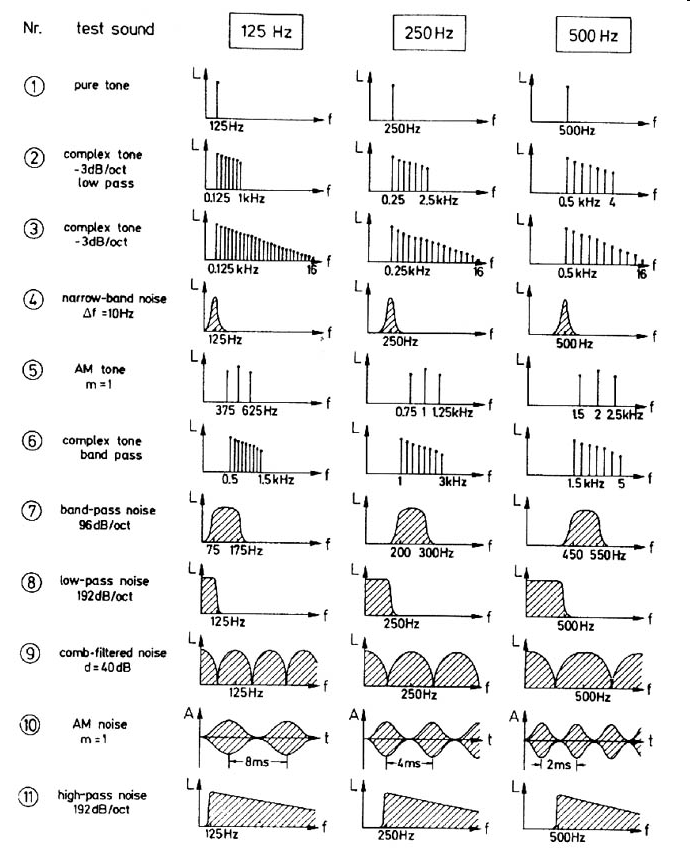 Nr. test sound 125 Hz 250 Hz 500 Hz
① pure tone L f 125Hz L f 250Hz L f 500Hz
② complex tone
-3dB/oct
low pass
L f 0.125 1kHz L f 0.25 2.5kHz L f 0.5 kHz 4
③ complex tone
-3dB/oct
L f 0.125 kHz 16 L f 0.25kHz 16 L f 0.5kHz 16
④ narrow-band noise
Δf =10Hz
L f 125Hz L f 250Hz L f 500Hz
⑤ AM tone
m =1
L f 375 625Hz L f 0.75 1 1,25kHz L f 1.5 2 2.5kHz
⑥ complex tone
band pass
L f 0.5 1.5kHz L f 1 3kHz L f 1.5kHz 5
⑦ band-pass noise
96dB/oct
L f 75 175Hz L f 200 300Hz L f 450 550Hz
⑧ low-pass noise
192dB/oct
L f 125Hz L f 250Hz L f 500Hz
⑨ comb-filtered noise
d=40dB
L f 125Hz L f 250Hz L f 500Hz
⑩ AM noise
m=1
A t 8ms A t 4ms A t 2ms
⑪ high-pass noise
192dB/oct
L f 125Hz L f 250Hz L f 500Hz